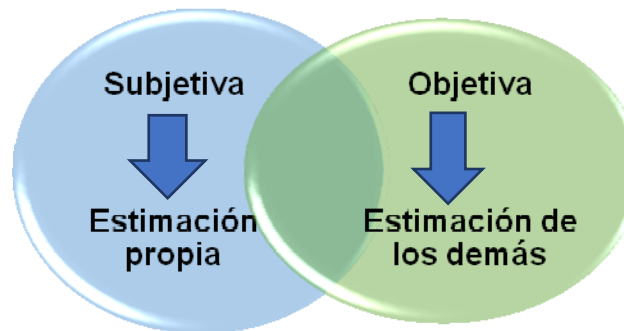 Subjetiva
Estimación
propia
Objetiva
Estimación de
los demás